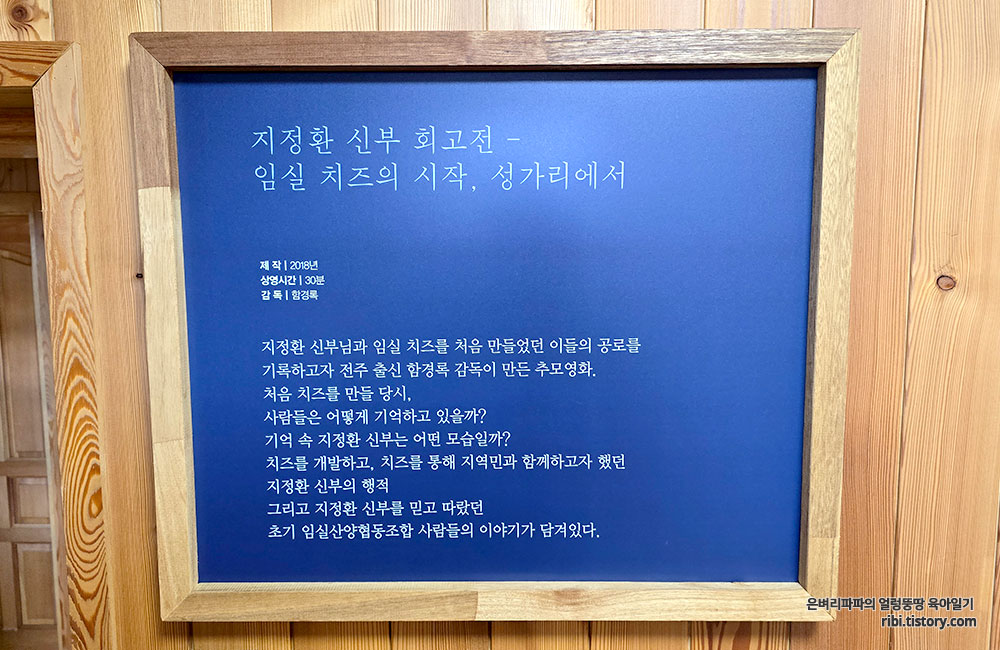 지정환 신부 회고전 -
임실 치즈의 시작, 성가리에서
제 작 | 2018년
상영시간 | 30분
감 독 | 함경록
지정환 신부님과 임실 치즈를 처음 만들었던 이들의 공로를
기록하고자 전주 출신 함경록 감독이 만든 추모영화.
처음 치즈를 만들 당시,
사람들은 어떻게 기억하고 있을까?
기억 속 지정환 신부는 어떤 모습일까?
치즈를 개발하고, 치즈를 통해 지역민과 함께하고자 했던
지정환 신부의 행적
그리고 지정환 신부를 믿고 따랐던
초기 임실산양협동조합 사람들의 이야기가 담겨있다.
은벼리파파의 얼렁뚱땅 육아일기
ribi.tistory.com